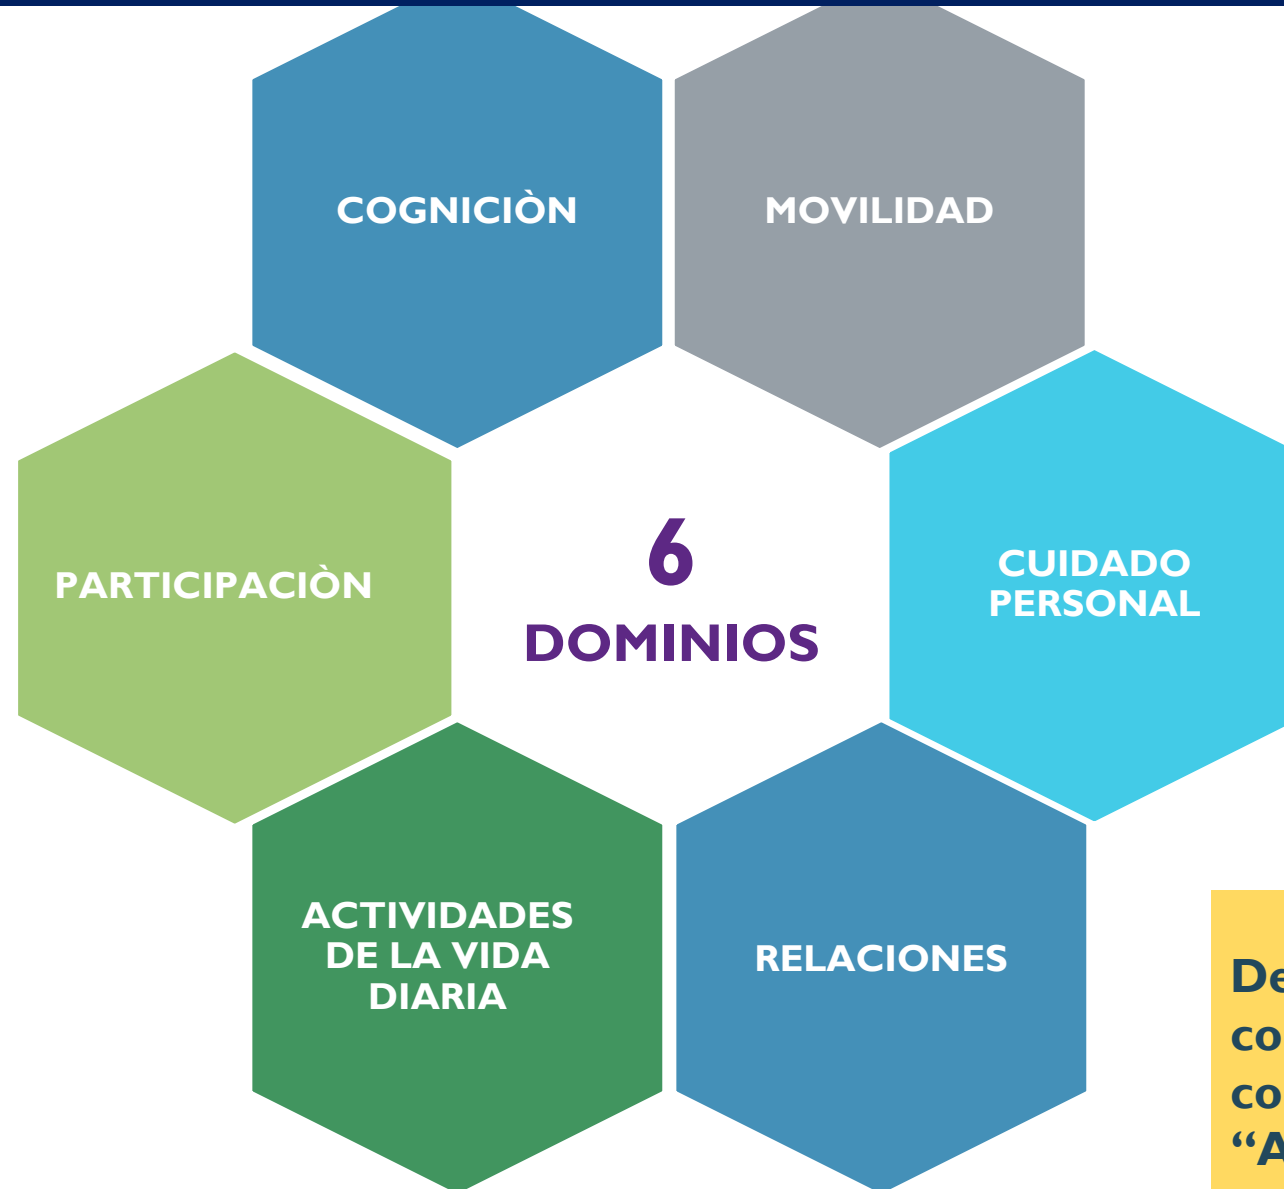 COGNICIÒN
MOVILIDAD
PARTICIPACIÒN
6
DOMINIOS
CUIDADO
PERSONAL
ACTIVIDADES
DE LA VIDA
DIARIA
RELACIONES